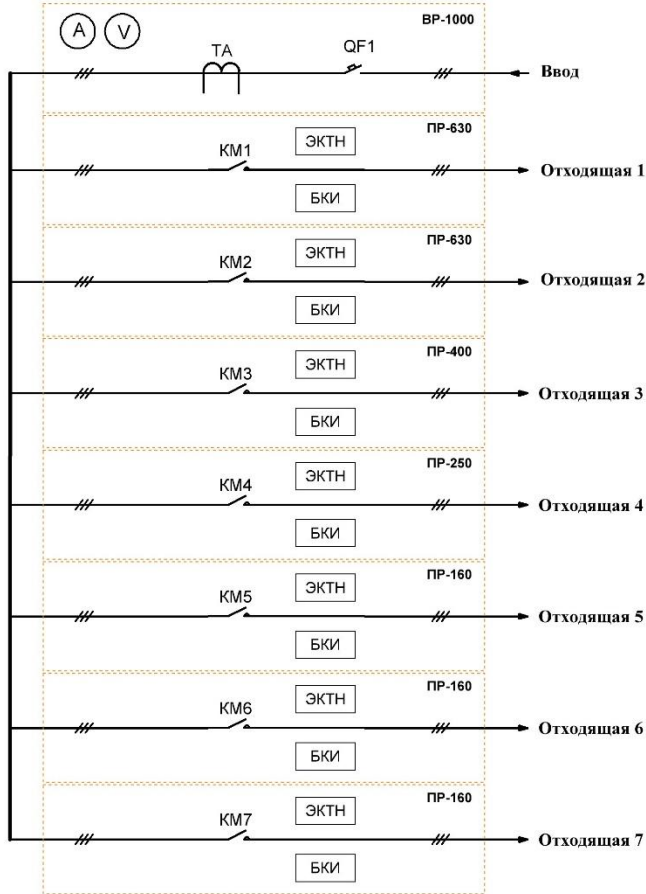 ВР-1000
A V
ТА
QF1
Ввод
ПР-630
ЭКТН
КМ1
Отходящая 1
БКИ
ПР-630
ЭКТН
КМ2
Отходящая 2
БКИ
ПР-400
ЭКТН
КМ3
Отходящая 3
БКИ
ПР-250
ЭКТН
КМ4
Отходящая 4
БКИ
ПР-160
ЭКТН
КМ5
Отходящая 5
БКИ
ПР-160
ЭКТН
КМ6
Отходящая 6
БКИ
ПР-160
ЭКТН
КМ7
Отходящая 7
БКИ